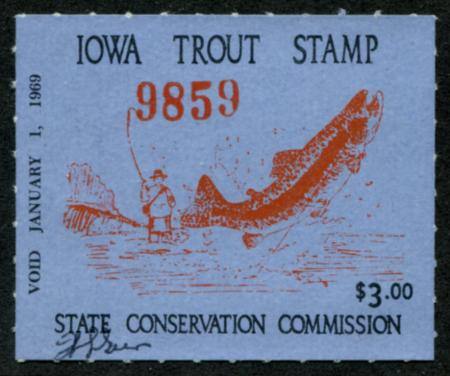 IOWA TROUT STAMP
9859
VOID JANUARY 1, 1969
$3.00
STATE CONSERVATION COMMISSION